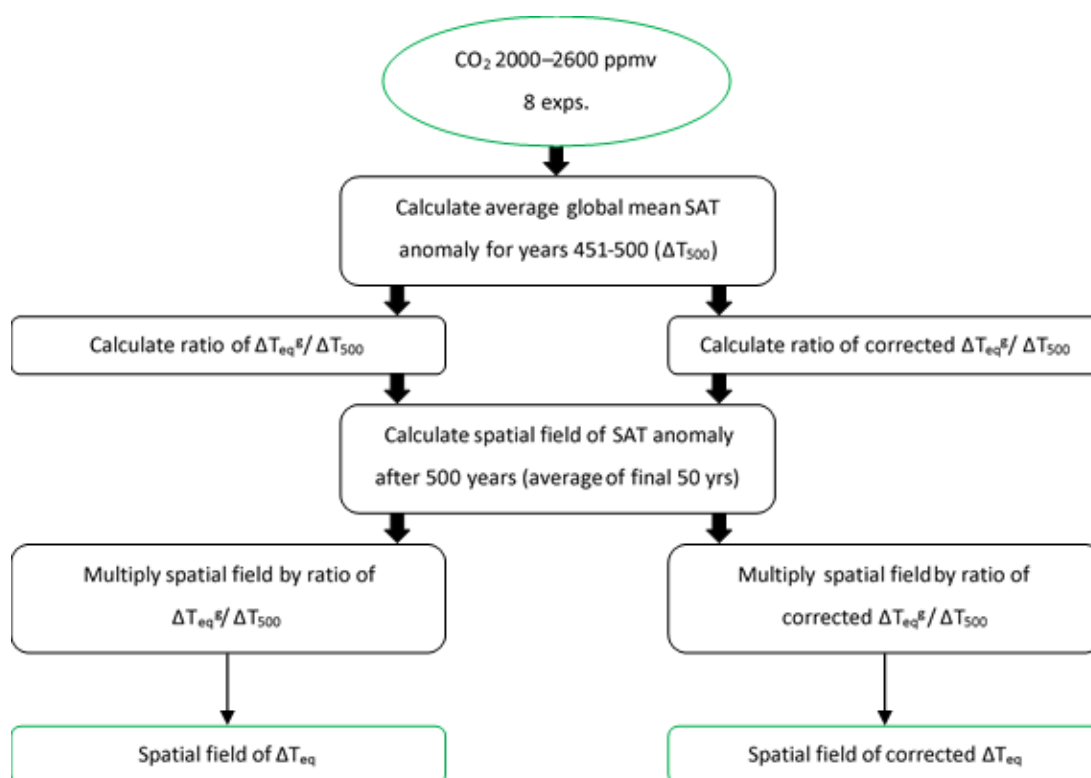 CO₂ 2000–2600 ppmv
8 exps.
Calculate average global mean SAT
anomaly for years 451-500 (ΔT₅₀₀)
Calculate ratio of ΔTeqᵍ/ ΔT₅₀₀
Calculate ratio of corrected ΔTeqᵍ/ ΔT₅₀₀
Calculate spatial field of SAT anomaly
after 500 years (average of final 50 yrs)
Multiply spatial field by ratio of
ΔTeqᵍ/ ΔT₅₀₀
Multiply spatial field by ratio of
corrected ΔTeqᵍ/ ΔT₅₀₀
Spatial field of ΔTeq
Spatial field of corrected ΔTeq